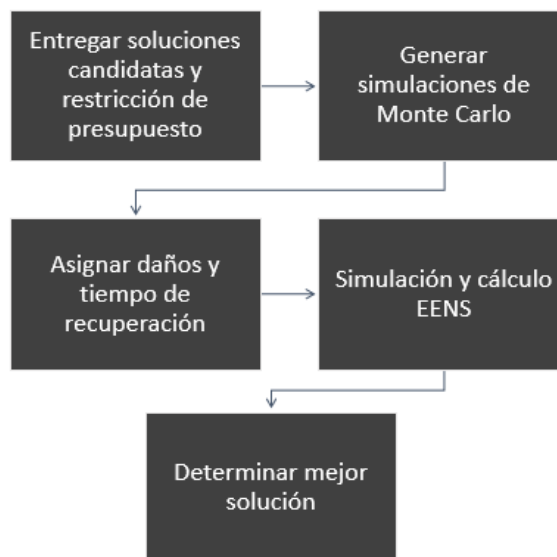 Entregar soluciones
candidatas y
restricción de
presupuesto
Generar
simulaciones de
Monte Carlo
Asignar daños y
tiempo de
recuperación
Simulación y cálculo
EENS
Determinar mejor
solución